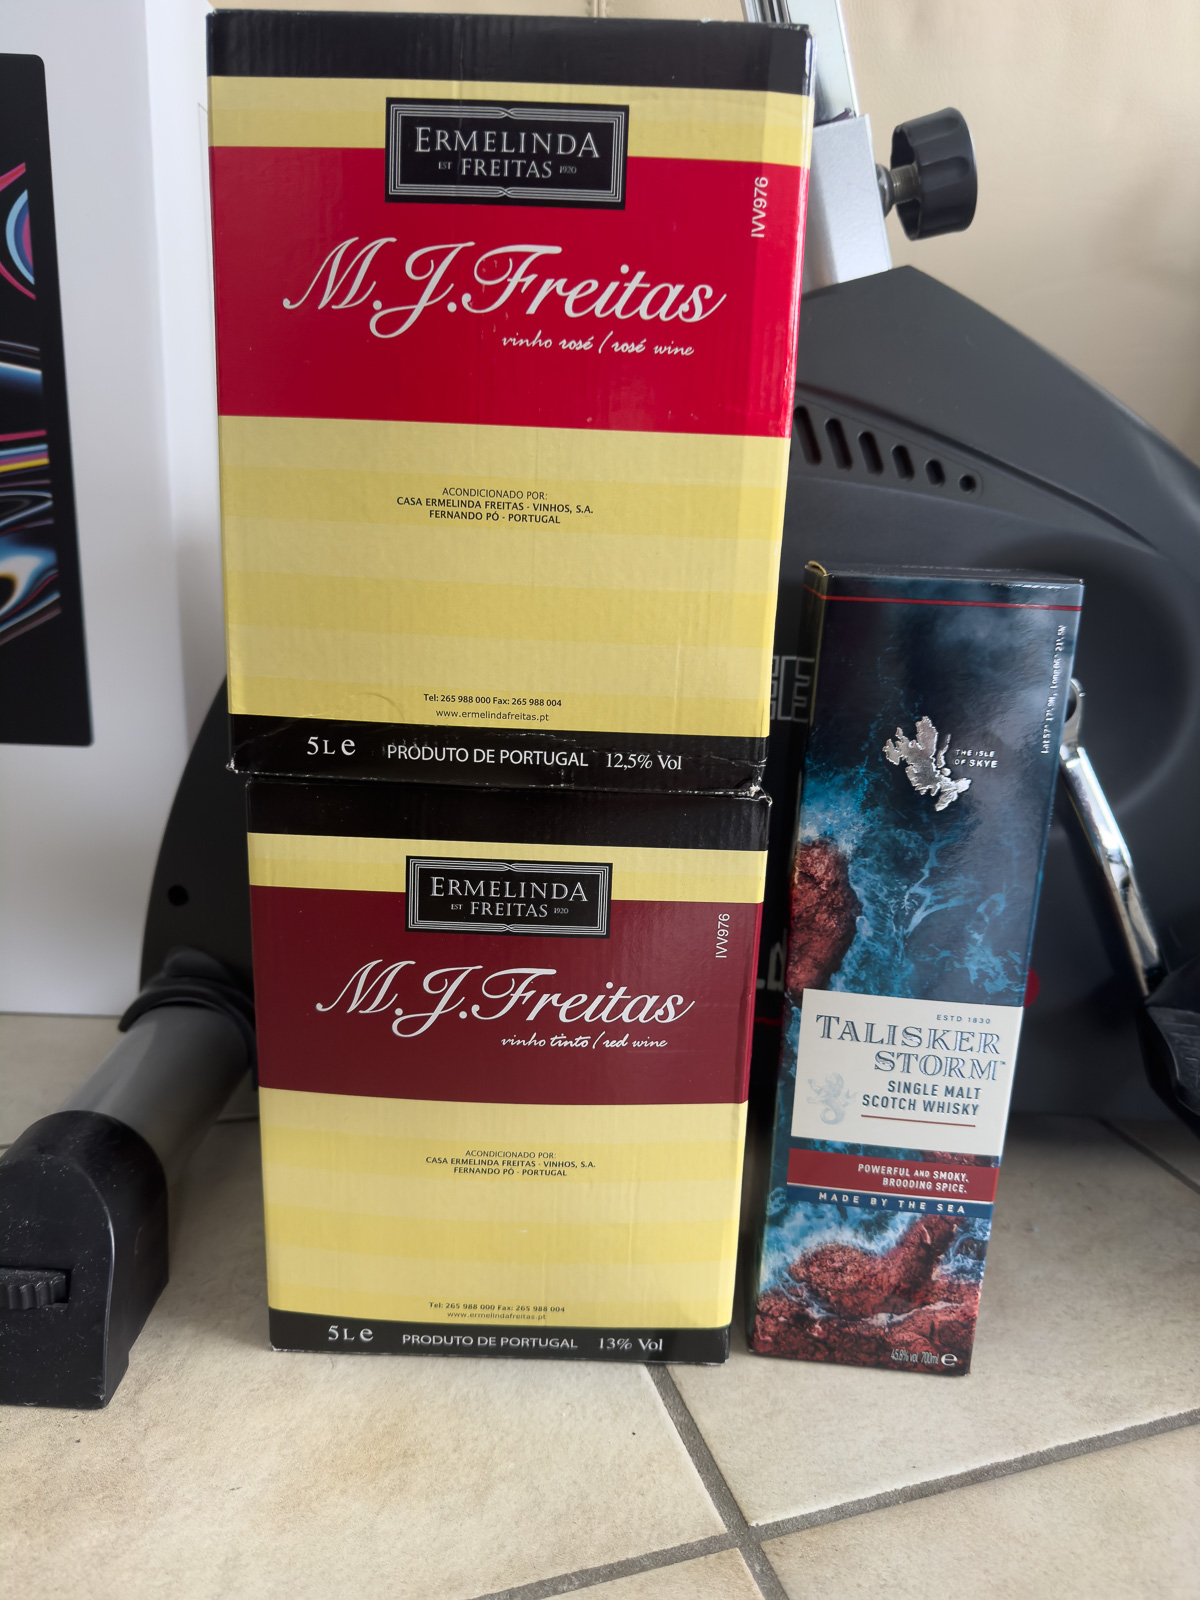 ERMELINDA
EST FREITAS 1920
IVV976
M.J.Freitas
vinho rosé / rosé wine
ACONDICIONADO POR:
CASA ERMELINDA FREITAS - VINHOS, S.A.
FERNANDO PÓ - PORTUGAL
Tel: 265 988 000 Fax: 265 988 004
www.ermelindafreitas.pt
5L e PRODUTO DE PORTUGAL 12,5% Vol
ERMELINDA
EST FREITAS 1920
IVV976
M.J.Freitas
vinho tinto / red wine
ACONDICIONADO POR:
CASA ERMELINDA FREITAS - VINHOS, S.A.
FERNANDO PÓ - PORTUGAL
Tel: 265 988 000 Fax: 265 988 004
www.ermelindafreitas.pt
5L e PRODUTO DE PORTUGAL 13% Vol
THE ISLE
OF SKYE
ESTD 1830
TALISKER
STORM™
SINGLE MALT
SCOTCH WHISKY
POWERFUL AND SMOKY,
BROODING SPICE.
MADE BY THE SEA
45.8% vol 700ml e